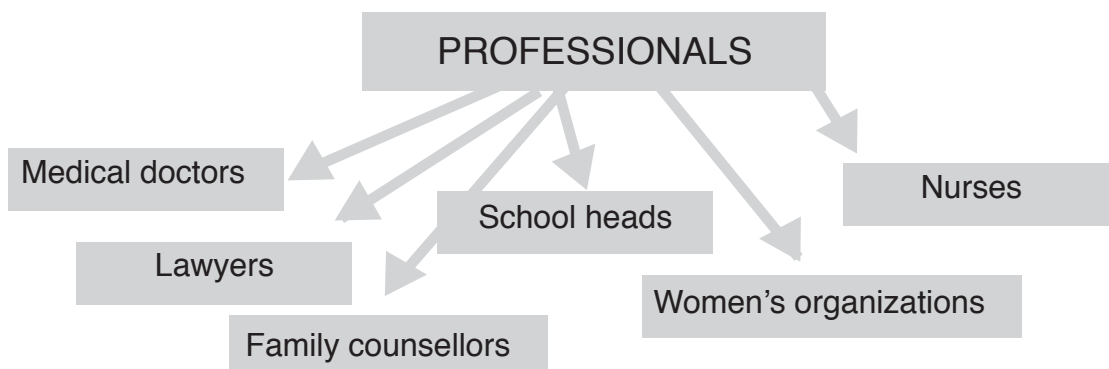 PROFESSIONALS
Medical doctors
Nurses
School heads
Lawyers
Women's organizations
Family counsellors